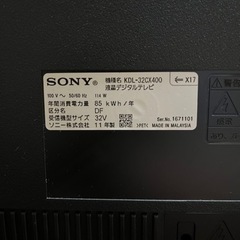 SONY
機種名 KDL-32CX400
液晶デジタルテレビ
X17
100 V～ 50/60 Hz
年間消費電力量 85 kWh/年
区分名 DF
受信機型サイズ 32V
ソニー株式会社 11年製
Ser.No.1671101
MADE IN MALAYSIA